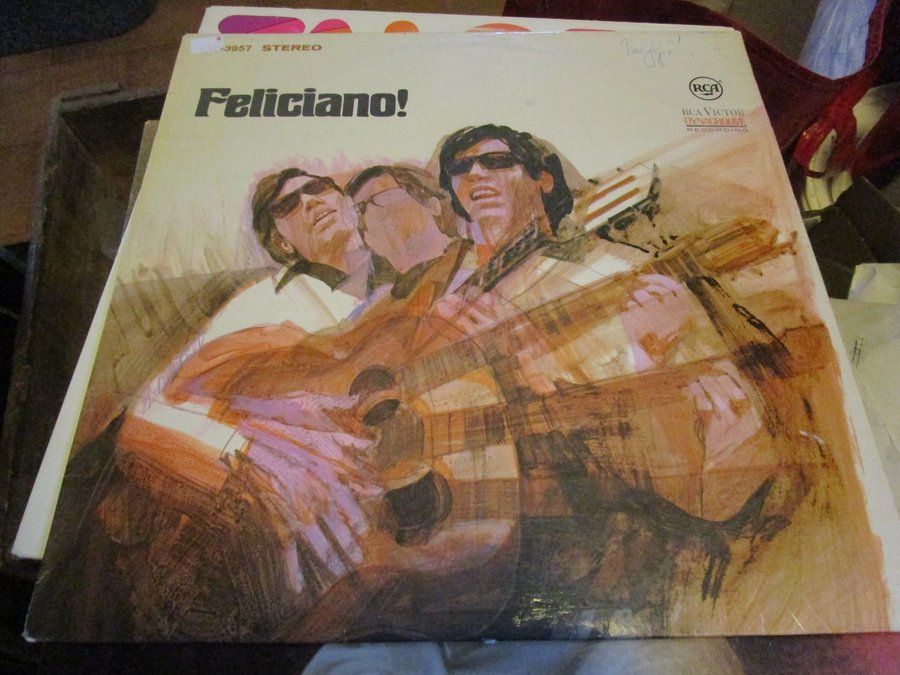 -3957 STEREO
Feliciano!
RCA
RCA VICTOR
DYNAGROOVE
RECORDING